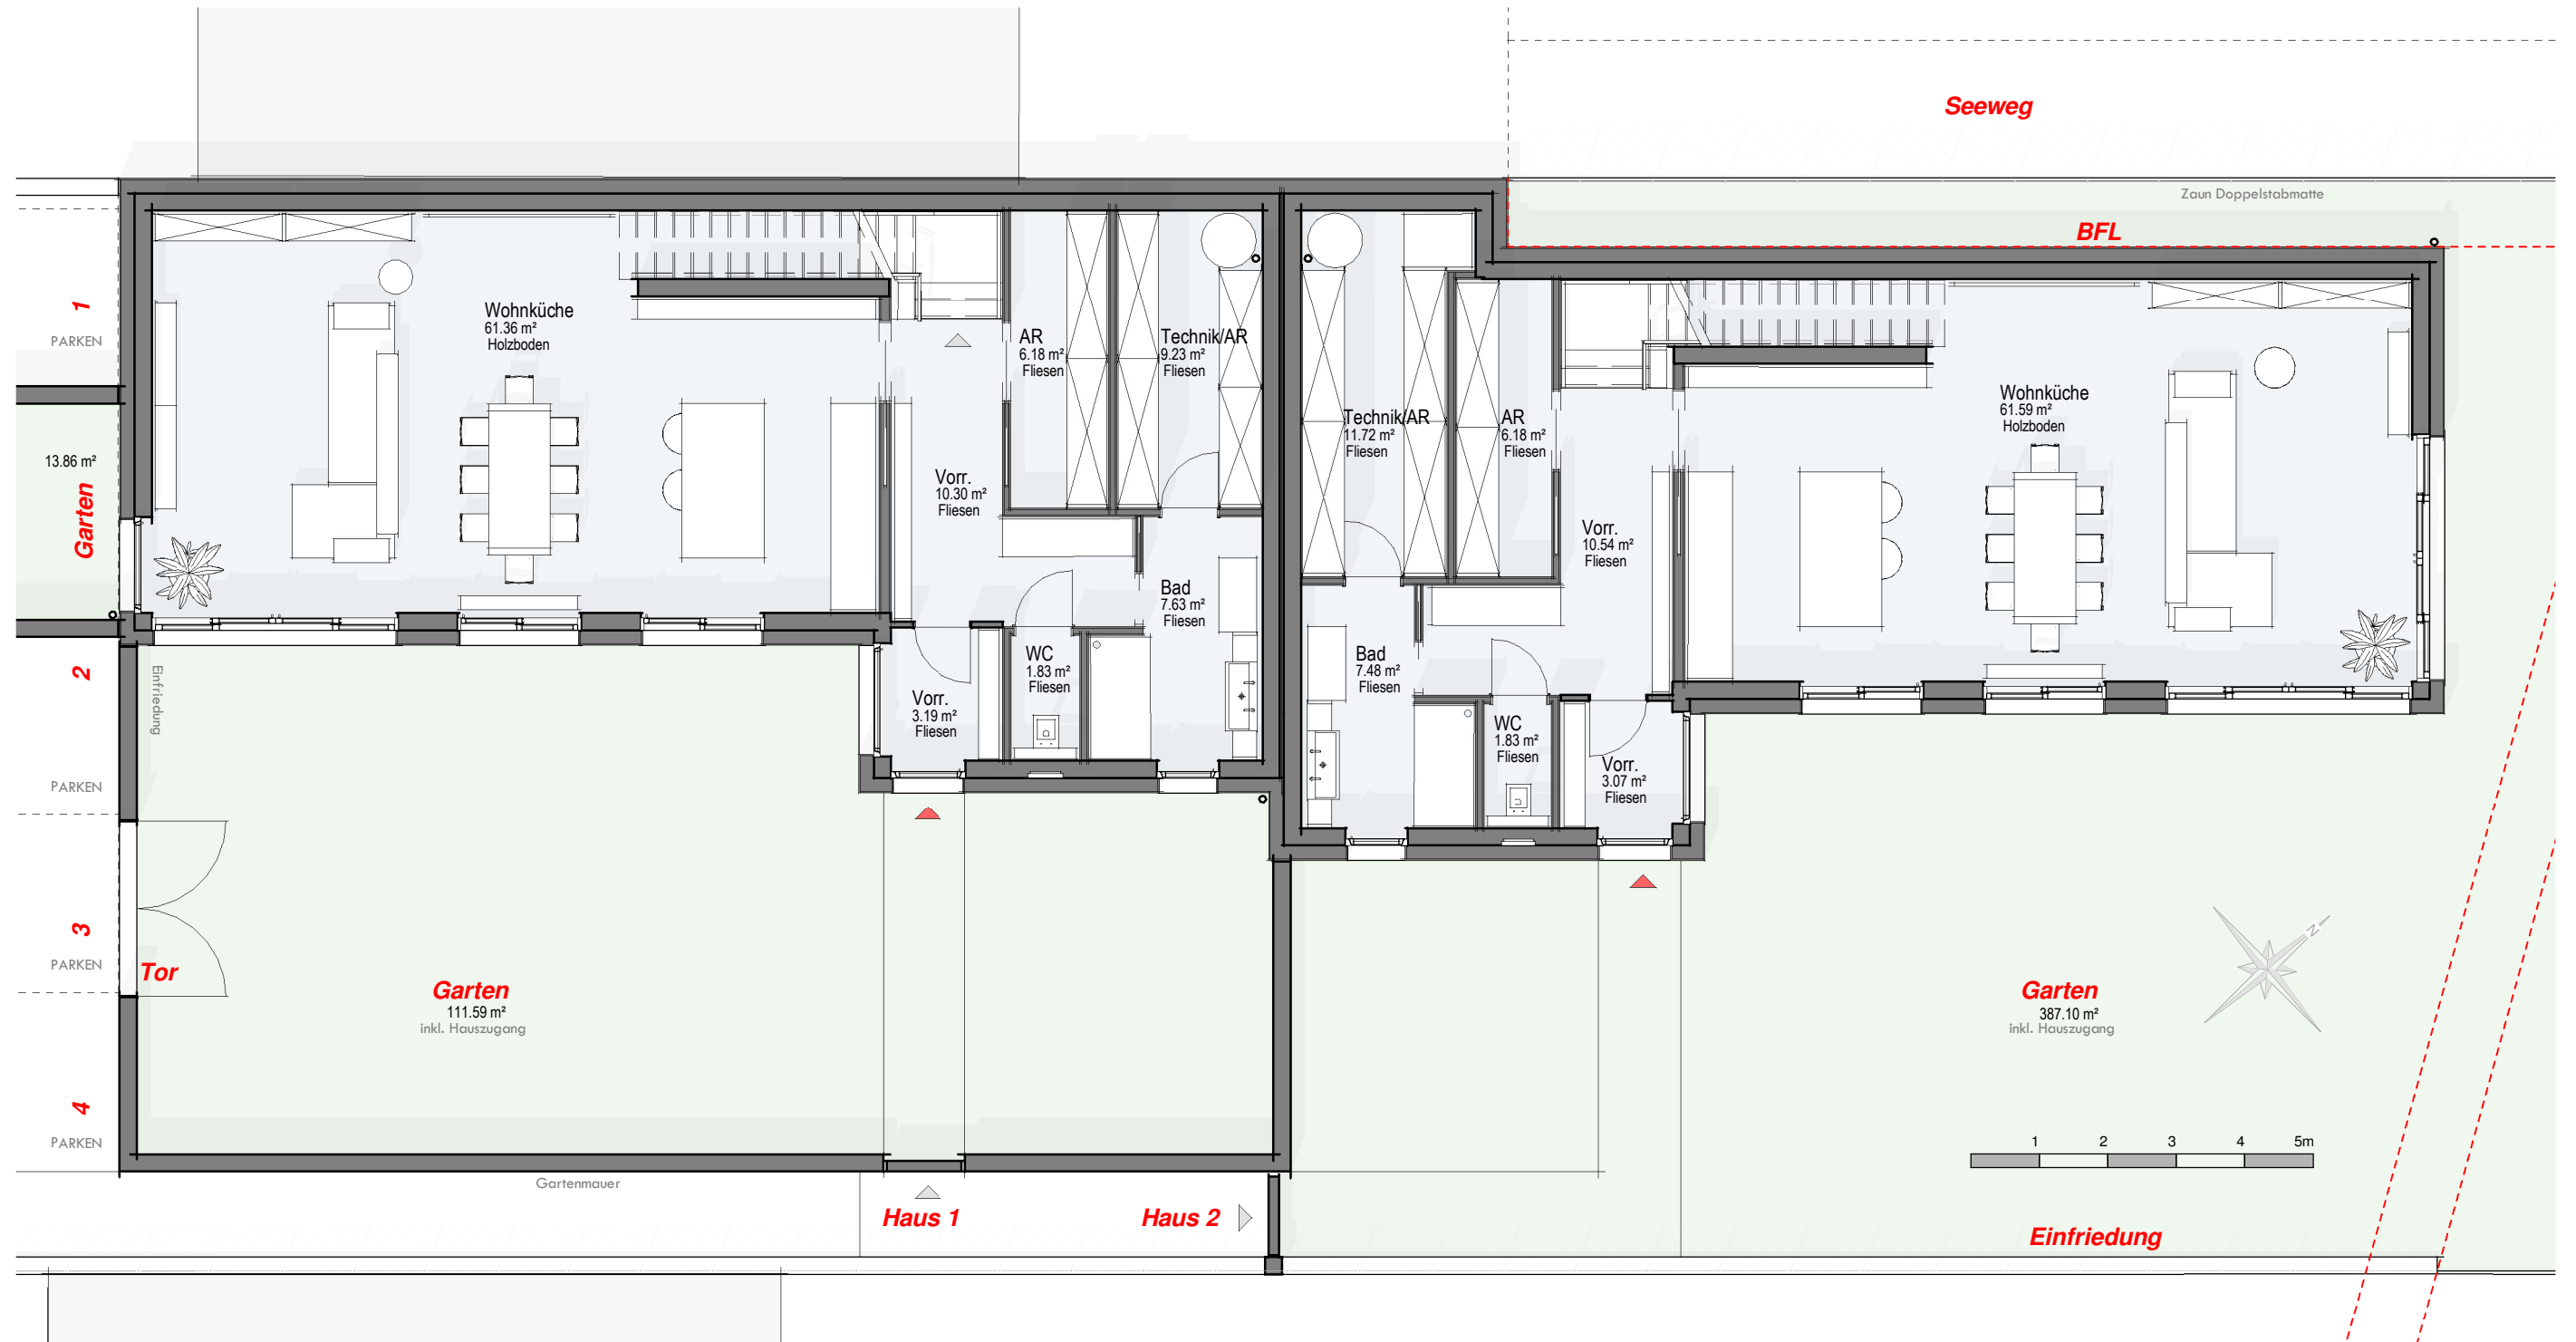 Seeweg
Zaun Doppelstabmatte
BFL
1
PARKEN
Wohnküche
61.36 m²
Holzboden
AR
6.18 m²
Fliesen
Technik/AR
9.23 m²
Fliesen
Technik/AR
11.72 m²
Fliesen
AR
6.18 m²
Fliesen
Wohnküche
61.59 m²
Holzboden
13.86 m²
Garten
Vorr.
10.30 m²
Fliesen
Vorr.
10.54 m²
Fliesen
Bad
7.63 m²
Fliesen
WC
1.83 m²
Fliesen
Vorr.
3.19 m²
Fliesen
Bad
7.48 m²
Fliesen
WC
1.83 m²
Fliesen
Vorr.
3.07 m²
Fliesen
2
Einfriedung
PARKEN
3
PARKEN
Tor
Garten
111.59 m²
inkl. Hauszugang
N
Garten
387.10 m²
inkl. Hauszugang
4
PARKEN
1 2 3 4 5m
Gartenmauer
Haus 1
Haus 2
Einfriedung